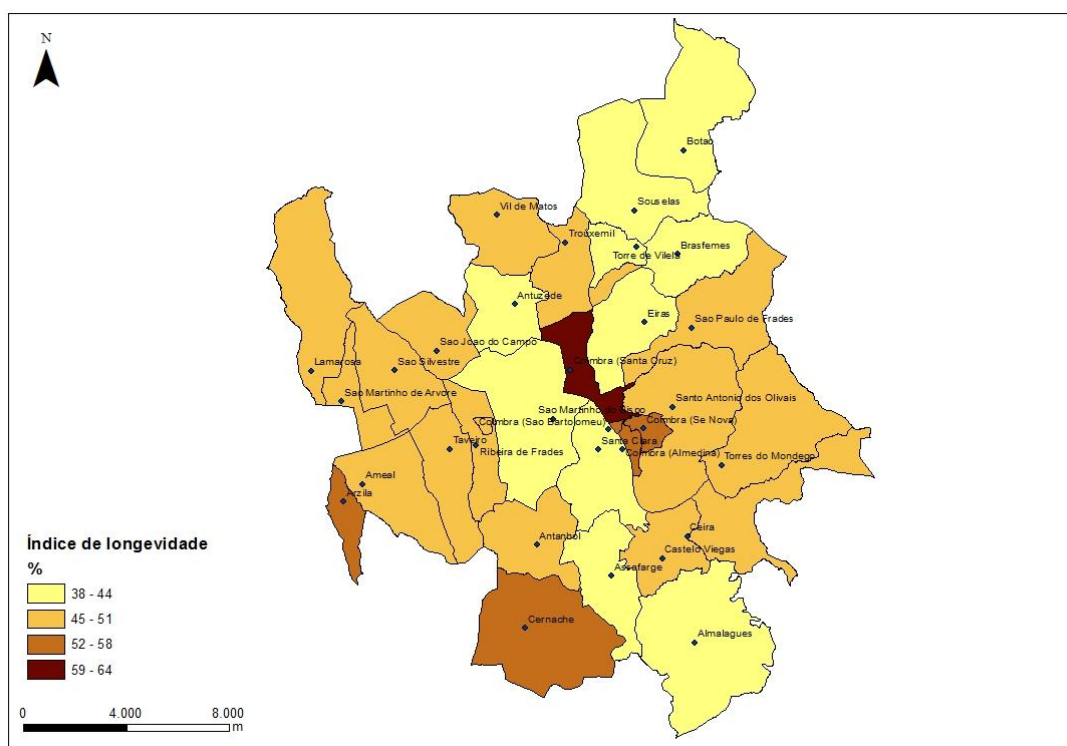 N
Botao
Souselas
Vil de Matos
Trouxemil
Torre de Vilela
Brasfemes
Antuzede
Eiras
Sao Paulo de Frades
Sao Joao do Campo
Coimbra (Santa Cruz)
Lamarosa
Sao Silvestre
Sao Martinho de Arvore
Santo Antonio dos Olivais
Sao Martinho do Bispo
Coimbra (Sao Bartolomeu)
Coimbra (Se Nova)
Taveiro
Ribeira de Frades
Santa Clara
Coimbra (Almedina)
Torres do Mondego
Ameal
Arzila
Antanhol
Ceira
Castelo Viegas
Assafarge
Cernache
Almalagues
Índice de longevidade
%
38 - 44
45 - 51
52 - 58
59 - 64
0 4.000 8.000
m